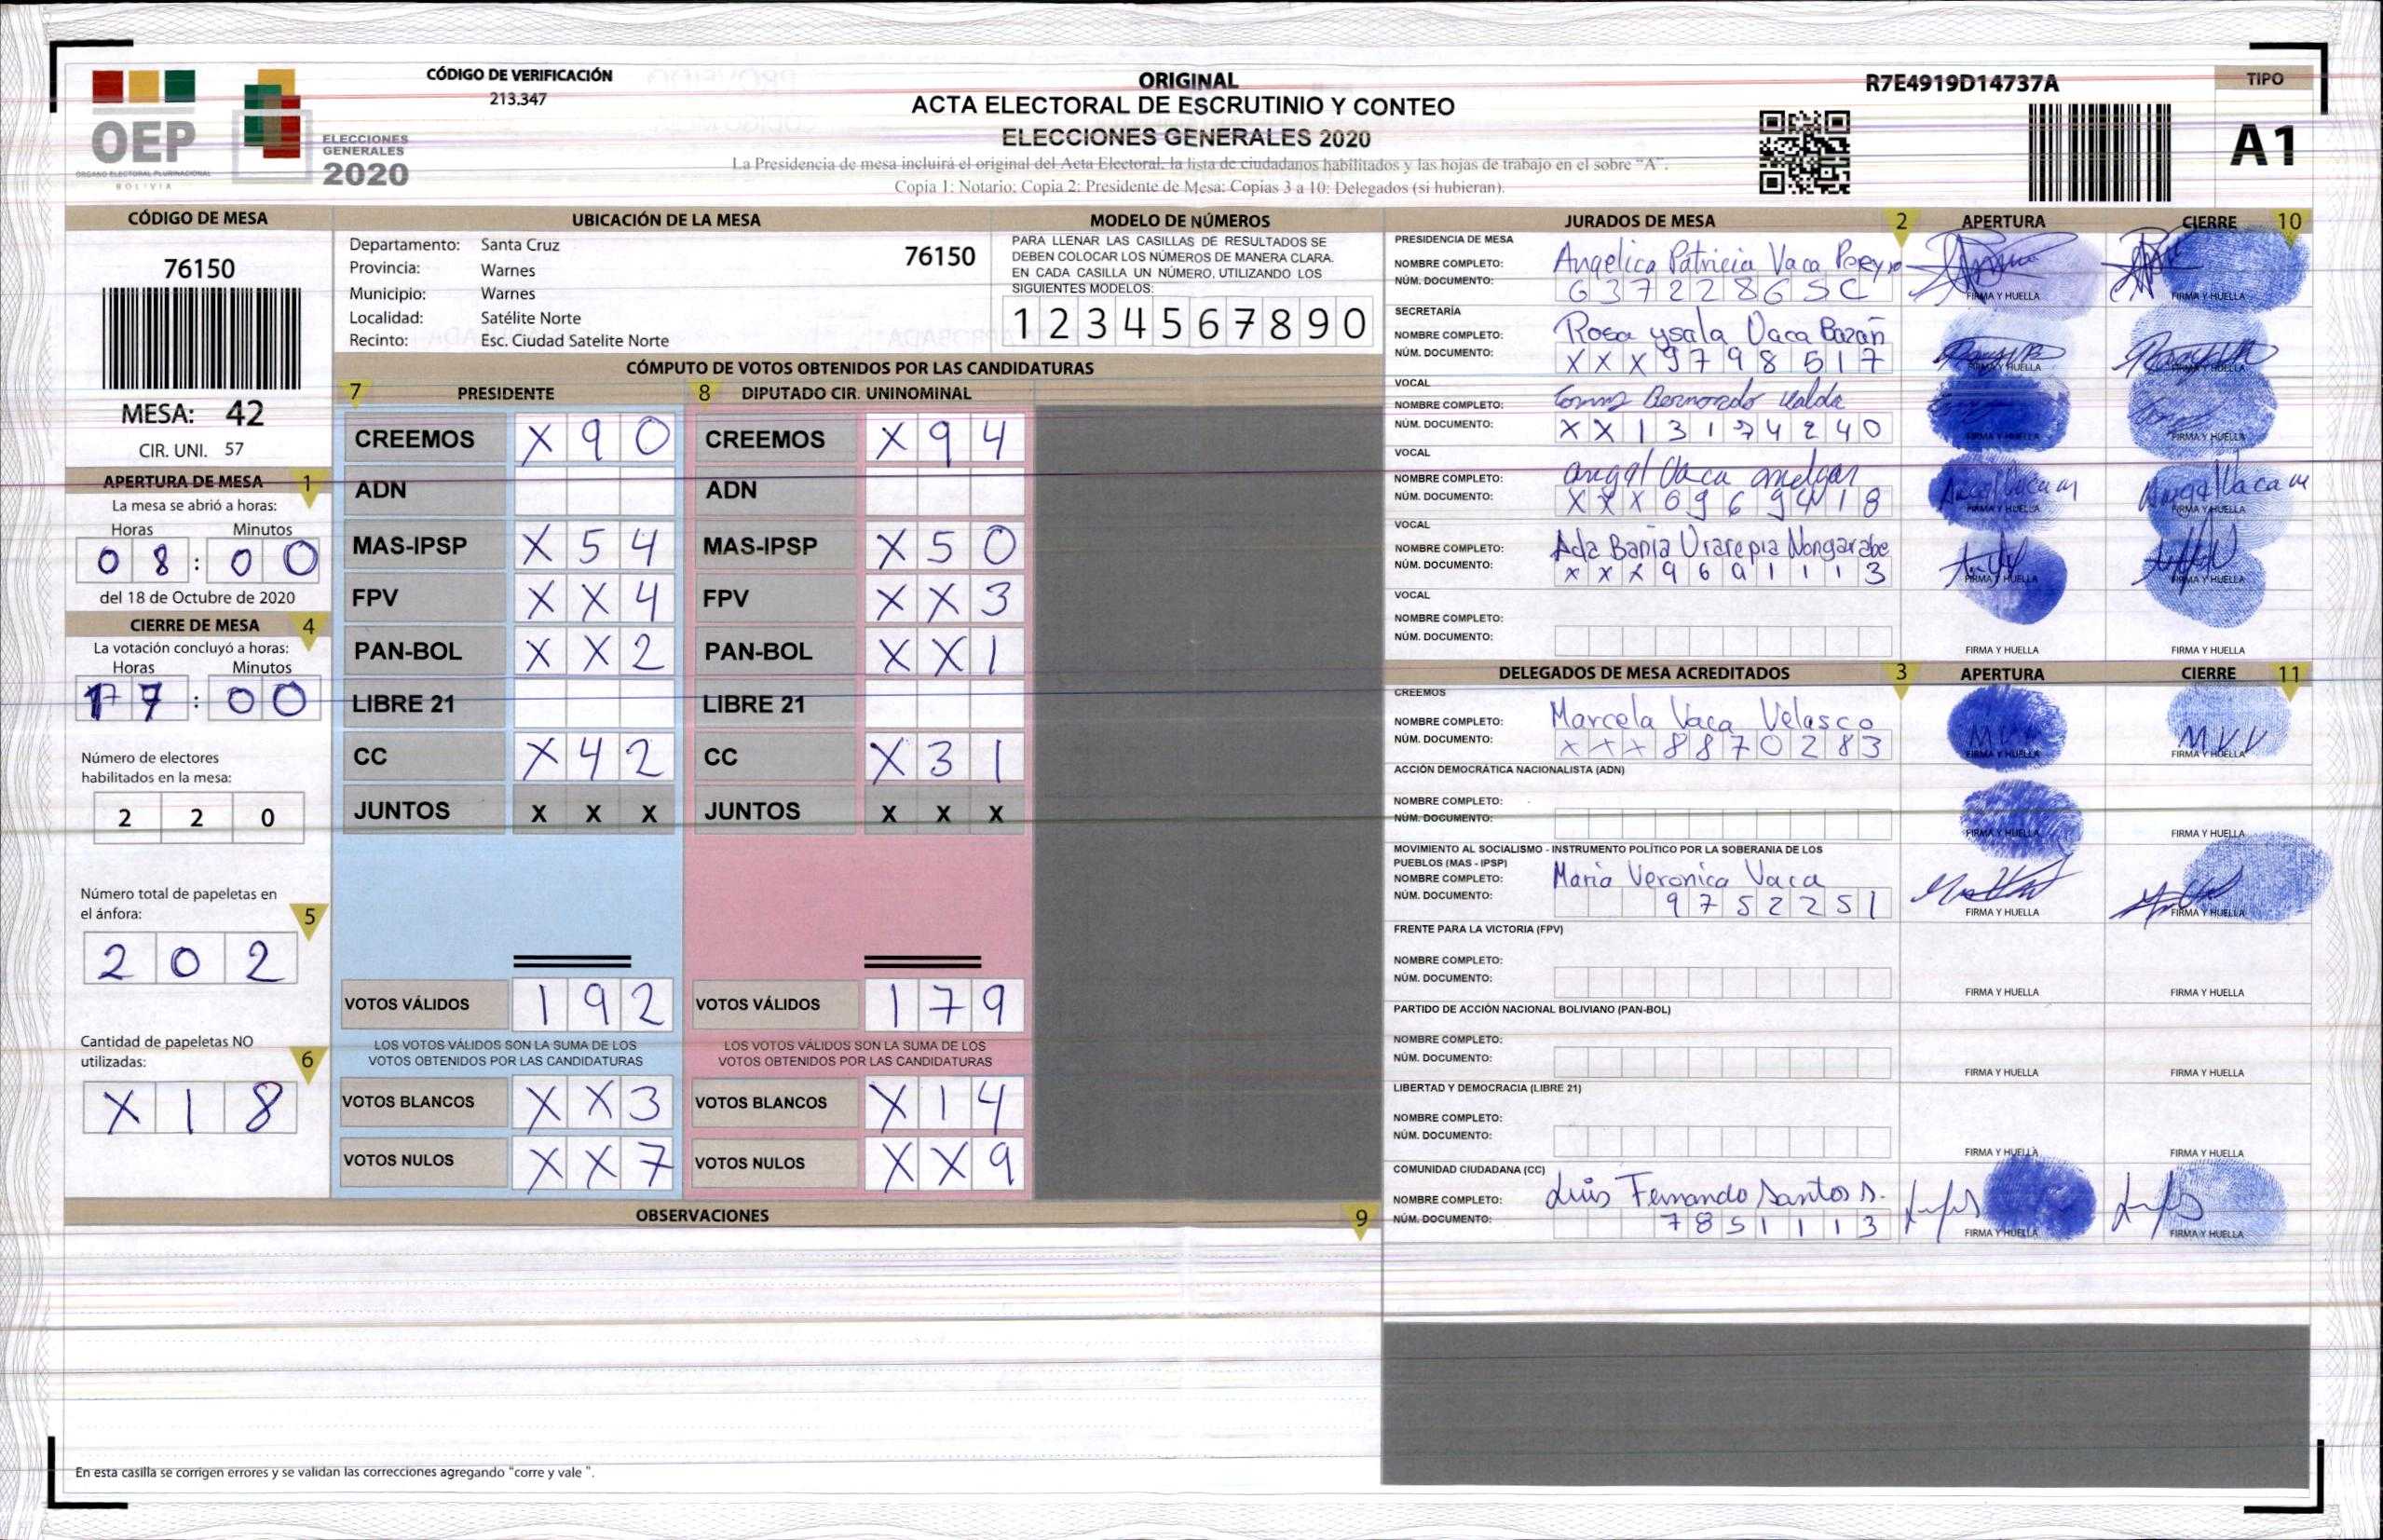 CÓDIGO DE VERIFICACIÓN
213.347
ORIGINAL
ACTA ELECTORAL DE ESCRUTINIO Y CONTEO
ELECCIONES GENERALES 2020
La Presidencia de mesa incluirá el original del Acta Electoral, la lista de ciudadanos habilitados y las hojas de trabajo en el sobre "A".
Copia 1: Notario; Copia 2: Presidente de Mesa; Copias 3 a 10: Delegados (si hubieran).
R7E4919D14737A
TIPO
A1
OEP
ORGANO ELECTORAL PLURINACIONAL
BOLIVIA
ELECCIONES
GENERALES
2020
CÓDIGO DE MESA
76150
MESA: 42
CIR. UNI. 57
APERTURA DE MESA 1
La mesa se abrió a horas:
Horas Minutos
0 8 : 0 0
del 18 de Octubre de 2020
CIERRE DE MESA 4
La votación concluyó a horas:
Horas Minutos
1 7 : 0 0
Número de electores
habilitados en la mesa:
2 2 0
Número total de papeletas en
el ánfora: 5
2 0 2
Cantidad de papeletas NO
utilizadas: 6
X 1 8
UBICACIÓN DE LA MESA
Departamento: Santa Cruz
76150
Provincia: Warnes
Municipio: Warnes
Localidad: Satélite Norte
Recinto: Esc. Ciudad Satelite Norte
MODELO DE NÚMEROS
PARA LLENAR LAS CASILLAS DE RESULTADOS SE
DEBEN COLOCAR LOS NÚMEROS DE MANERA CLARA.
EN CADA CASILLA UN NÚMERO, UTILIZANDO LOS
SIGUIENTES MODELOS:
1 2 3 4 5 6 7 8 9 0
CÓMPUTO DE VOTOS OBTENIDOS POR LAS CANDIDATURAS
7 PRESIDENTE 8 DIPUTADO CIR. UNINOMINAL
CREEMOS X 9 0 CREEMOS X 9 4
ADN ADN
MAS-IPSP X 5 4 MAS-IPSP X 5 0
FPV X X 4 FPV X X 3
PAN-BOL X X 2 PAN-BOL X X 1
LIBRE 21 LIBRE 21
CC X 4 2 CC X 3 1
JUNTOS X X X JUNTOS X X X
VOTOS VÁLIDOS 1 9 2 VOTOS VÁLIDOS 1 7 9
LOS VOTOS VÁLIDOS SON LA SUMA DE LOS LOS VOTOS VÁLIDOS SON LA SUMA DE LOS
VOTOS OBTENIDOS POR LAS CANDIDATURAS VOTOS OBTENIDOS POR LAS CANDIDATURAS
VOTOS BLANCOS X X 3 VOTOS BLANCOS X 1 4
VOTOS NULOS X X 7 VOTOS NULOS X X 9
OBSERVACIONES 9
En esta casilla se corrigen errores y se validan las correcciones agregando "corre y vale ".
JURADOS DE MESA 2 APERTURA CIERRE 10
PRESIDENCIA DE MESA
NOMBRE COMPLETO: Angelica Patricia Vaca
NÚM. DOCUMENTO: 6 3 7 2 2 8 6 S C
FIRMA Y HUELLA FIRMA Y HUELLA
SECRETARÍA
NOMBRE COMPLETO: Rosa ysala Vaca Bazan
NÚM. DOCUMENTO: X X X 9 7 9 8 5 1 7
FIRMA Y HUELLA FIRMA Y HUELLA
VOCAL
NOMBRE COMPLETO: Bernardo
NÚM. DOCUMENTO: X X 1 3 1 7 4 2 4 0
FIRMA Y HUELLA FIRMA Y HUELLA
VOCAL
NOMBRE COMPLETO: angel Vaca melgar
NÚM. DOCUMENTO: X X X 0 9 6 9 4 1 8
FIRMA Y HUELLA FIRMA Y HUELLA
VOCAL
NOMBRE COMPLETO: Ada Bania
NÚM. DOCUMENTO: X X X 9 6 9 1 1 1 3
FIRMA Y HUELLA FIRMA Y HUELLA
VOCAL
NOMBRE COMPLETO:
NÚM. DOCUMENTO:
FIRMA Y HUELLA FIRMA Y HUELLA
DELEGADOS DE MESA ACREDITADOS 3 APERTURA CIERRE 11
CREEMOS
NOMBRE COMPLETO: Marcela Vaca Velasco MVV
NÚM. DOCUMENTO: X X X 8 8 7 0 2 8 3
FIRMA Y HUELLA FIRMA Y HUELLA
ACCIÓN DEMOCRÁTICA NACIONALISTA (ADN)
NOMBRE COMPLETO:
NÚM. DOCUMENTO:
FIRMA Y HUELLA FIRMA Y HUELLA
MOVIMIENTO AL SOCIALISMO - INSTRUMENTO POLÍTICO POR LA SOBERANIA DE LOS
PUEBLOS (MAS - IPSP)
NOMBRE COMPLETO: Maria Veronica Vaca
NÚM. DOCUMENTO: 9 7 5 2 2 5 1
FIRMA Y HUELLA FIRMA Y HUELLA
FRENTE PARA LA VICTORIA (FPV)
NOMBRE COMPLETO:
NÚM. DOCUMENTO:
FIRMA Y HUELLA FIRMA Y HUELLA
PARTIDO DE ACCIÓN NACIONAL BOLIVIANO (PAN-BOL)
NOMBRE COMPLETO:
NÚM. DOCUMENTO:
FIRMA Y HUELLA FIRMA Y HUELLA
LIBERTAD Y DEMOCRACIA (LIBRE 21)
NOMBRE COMPLETO:
NÚM. DOCUMENTO:
FIRMA Y HUELLA FIRMA Y HUELLA
COMUNIDAD CIUDADANA (CC)
NOMBRE COMPLETO: Luis Fernando Santos S.
NÚM. DOCUMENTO: 7 8 5 1 1 1 3
FIRMA Y HUELLA FIRMA Y HUELLA